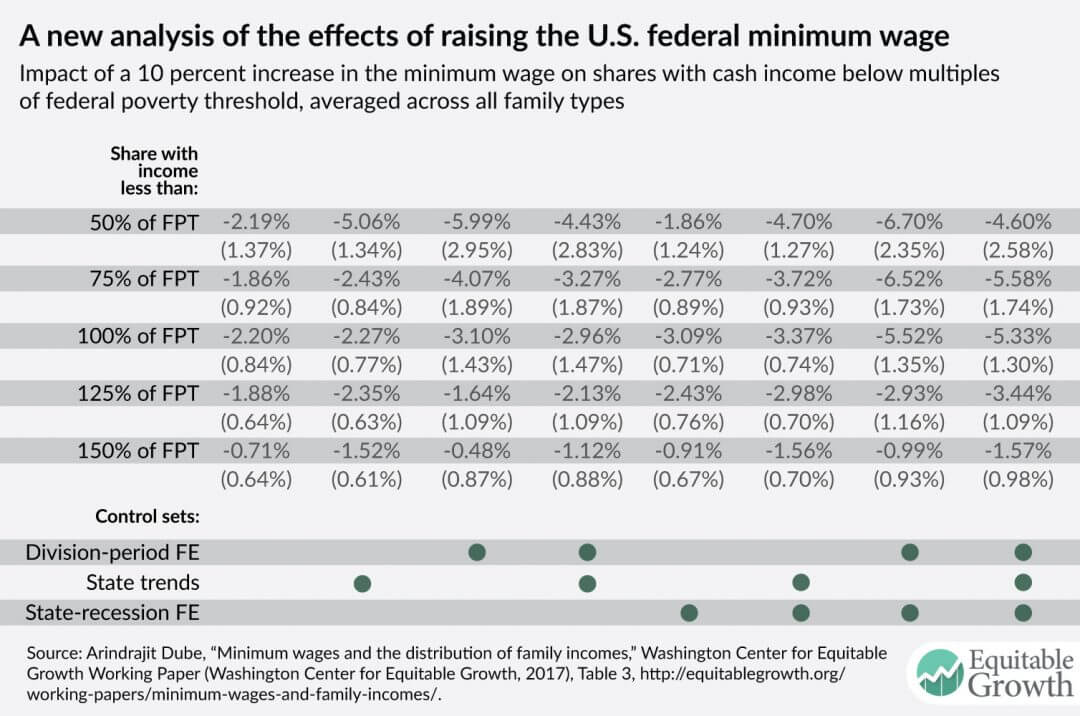 A new analysis of the effects of raising the U.S. federal minimum wage
Impact of a 10 percent increase in the minimum wage on shares with cash income below multiples
of federal poverty threshold, averaged across all family types
Share with
income
less than:
50% of FPT -2.19% -5.06% -5.99% -4.43% -1.86% -4.70% -6.70% -4.60%
(1.37%) (1.34%) (2.95%) (2.83%) (1.24%) (1.27%) (2.35%) (2.58%)
75% of FPT -1.86% -2.43% -4.07% -3.27% -2.77% -3.72% -6.52% -5.58%
(0.92%) (0.84%) (1.89%) (1.87%) (0.89%) (0.93%) (1.73%) (1.74%)
100% of FPT -2.20% -2.27% -3.10% -2.96% -3.09% -3.37% -5.52% -5.33%
(0.84%) (0.77%) (1.43%) (1.47%) (0.71%) (0.74%) (1.35%) (1.30%)
125% of FPT -1.88% -2.35% -1.64% -2.13% -2.43% -2.98% -2.93% -3.44%
(0.64%) (0.63%) (1.09%) (1.09%) (0.76%) (0.70%) (1.16%) (1.09%)
150% of FPT -0.71% -1.52% -0.48% -1.12% -0.91% -1.56% -0.99% -1.57%
(0.64%) (0.61%) (0.87%) (0.88%) (0.67%) (0.70%) (0.93%) (0.98%)
Control sets:
Division-period FE
State trends
State-recession FE
Source: Arindrajit Dube, “Minimum wages and the distribution of family incomes,” Washington Center for Equitable
Growth Working Paper (Washington Center for Equitable Growth, 2017), Table 3, http://equitablegrowth.org/
working-papers/minimum-wages-and-family-incomes/.
Equitable
Growth